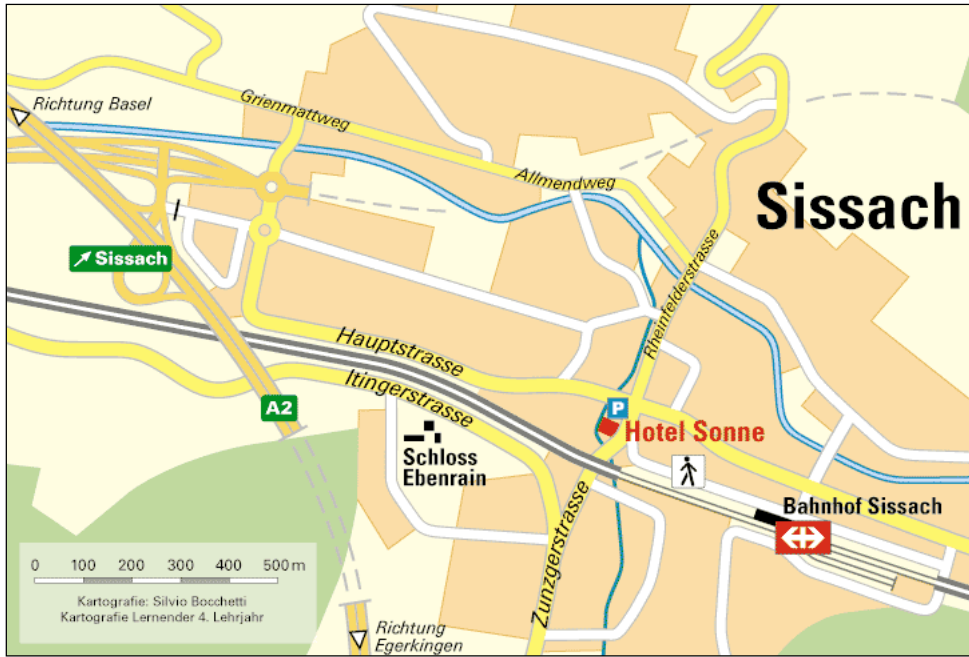 Richtung Basel
Grienmattweg
Allmendweg
Sissach
Rheinfelderstrasse
Sissach
Hauptstrasse
Itingerstrasse
A2
P
Hotel Sonne
Schloss
Ebenrain
Zunzgerstrasse
Bahnhof Sissach
0 100 200 300 400 500 m
Kartografie: Silvio Bocchetti
Kartografie Lernender 4. Lehrjahr
Richtung
Egerkingen